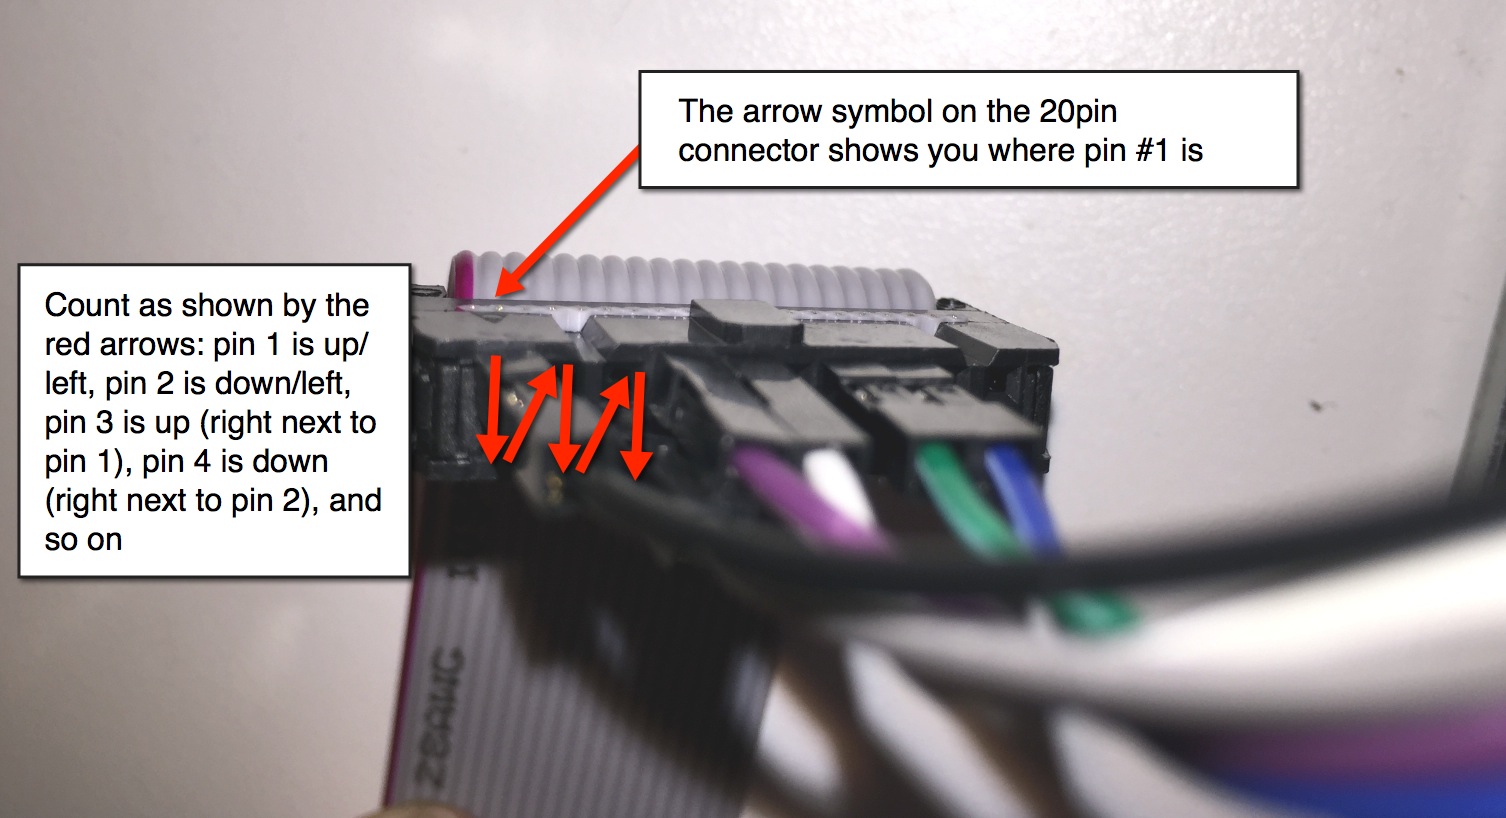 The arrow symbol on the 20pin
connector shows you where pin #1 is
Count as shown by the
red arrows: pin 1 is up/
left, pin 2 is down/left,
pin 3 is up (right next to
pin 1), pin 4 is down
(right next to pin 2), and
so on
28AWG